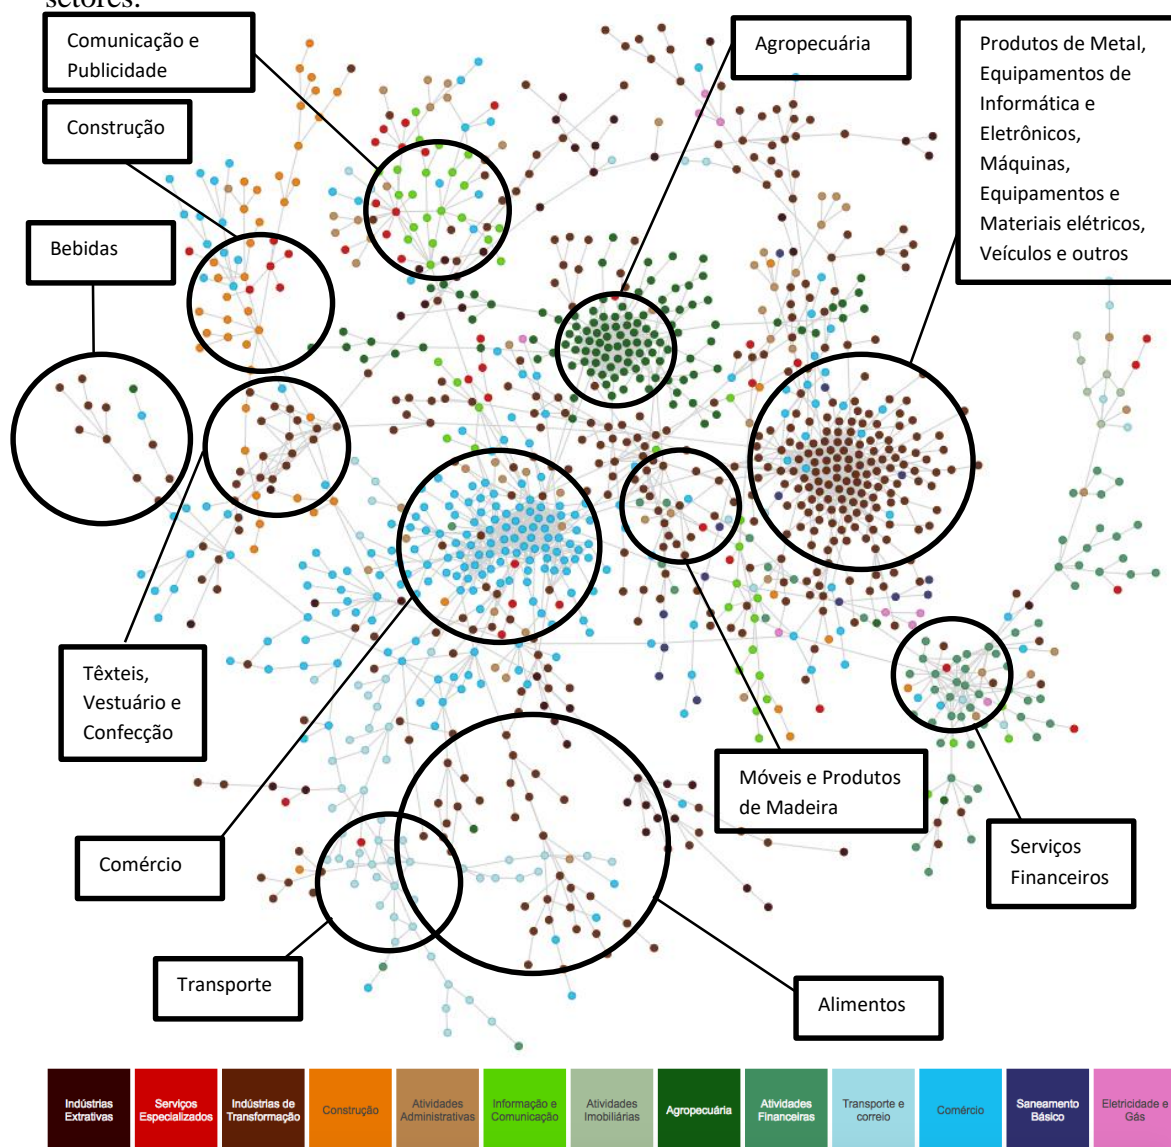 setores:
Comunicação e
Publicidade
Agropecuária
Produtos de Metal,
Equipamentos de
Informática e
Eletrônicos,
Máquinas,
Equipamentos e
Materiais elétricos,
Veículos e outros
Construção
Bebidas
Têxteis,
Vestuário e
Confecção
Móveis e Produtos
de Madeira
Comércio
Serviços
Financeiros
Transporte
Alimentos
Indústrias
Extrativas
Serviços
Especializados
Indústrias de
Transformação
Construção
Atividades
Administrativas
Informação e
Comunicação
Atividades
Imobiliárias
Agropecuária
Atividades
Financeiras
Transporte e
correio
Comércio
Saneamento
Básico
Eletricidade e
Gás